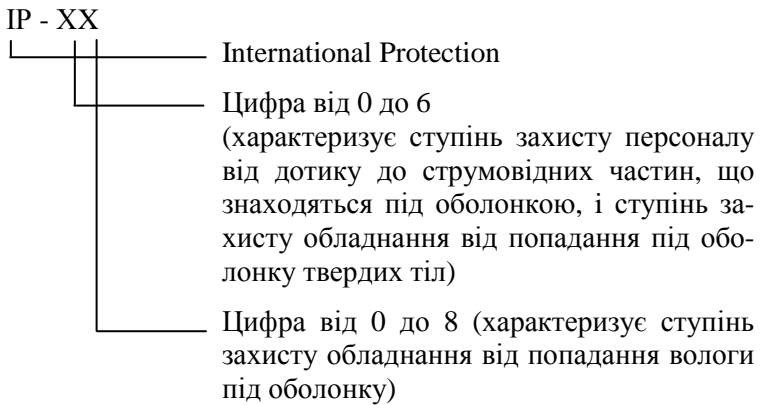 IP - XX
International Protection
Цифра від 0 до 6
(характеризує ступінь захисту персоналу
від дотику до струмовідних частин, що
знаходяться під оболонкою, і ступінь за-
хисту обладнання від попадання під обо-
лонку твердих тіл)
Цифра від 0 до 8 (характеризує ступінь
захисту обладнання від попадання вологи
під оболонку)